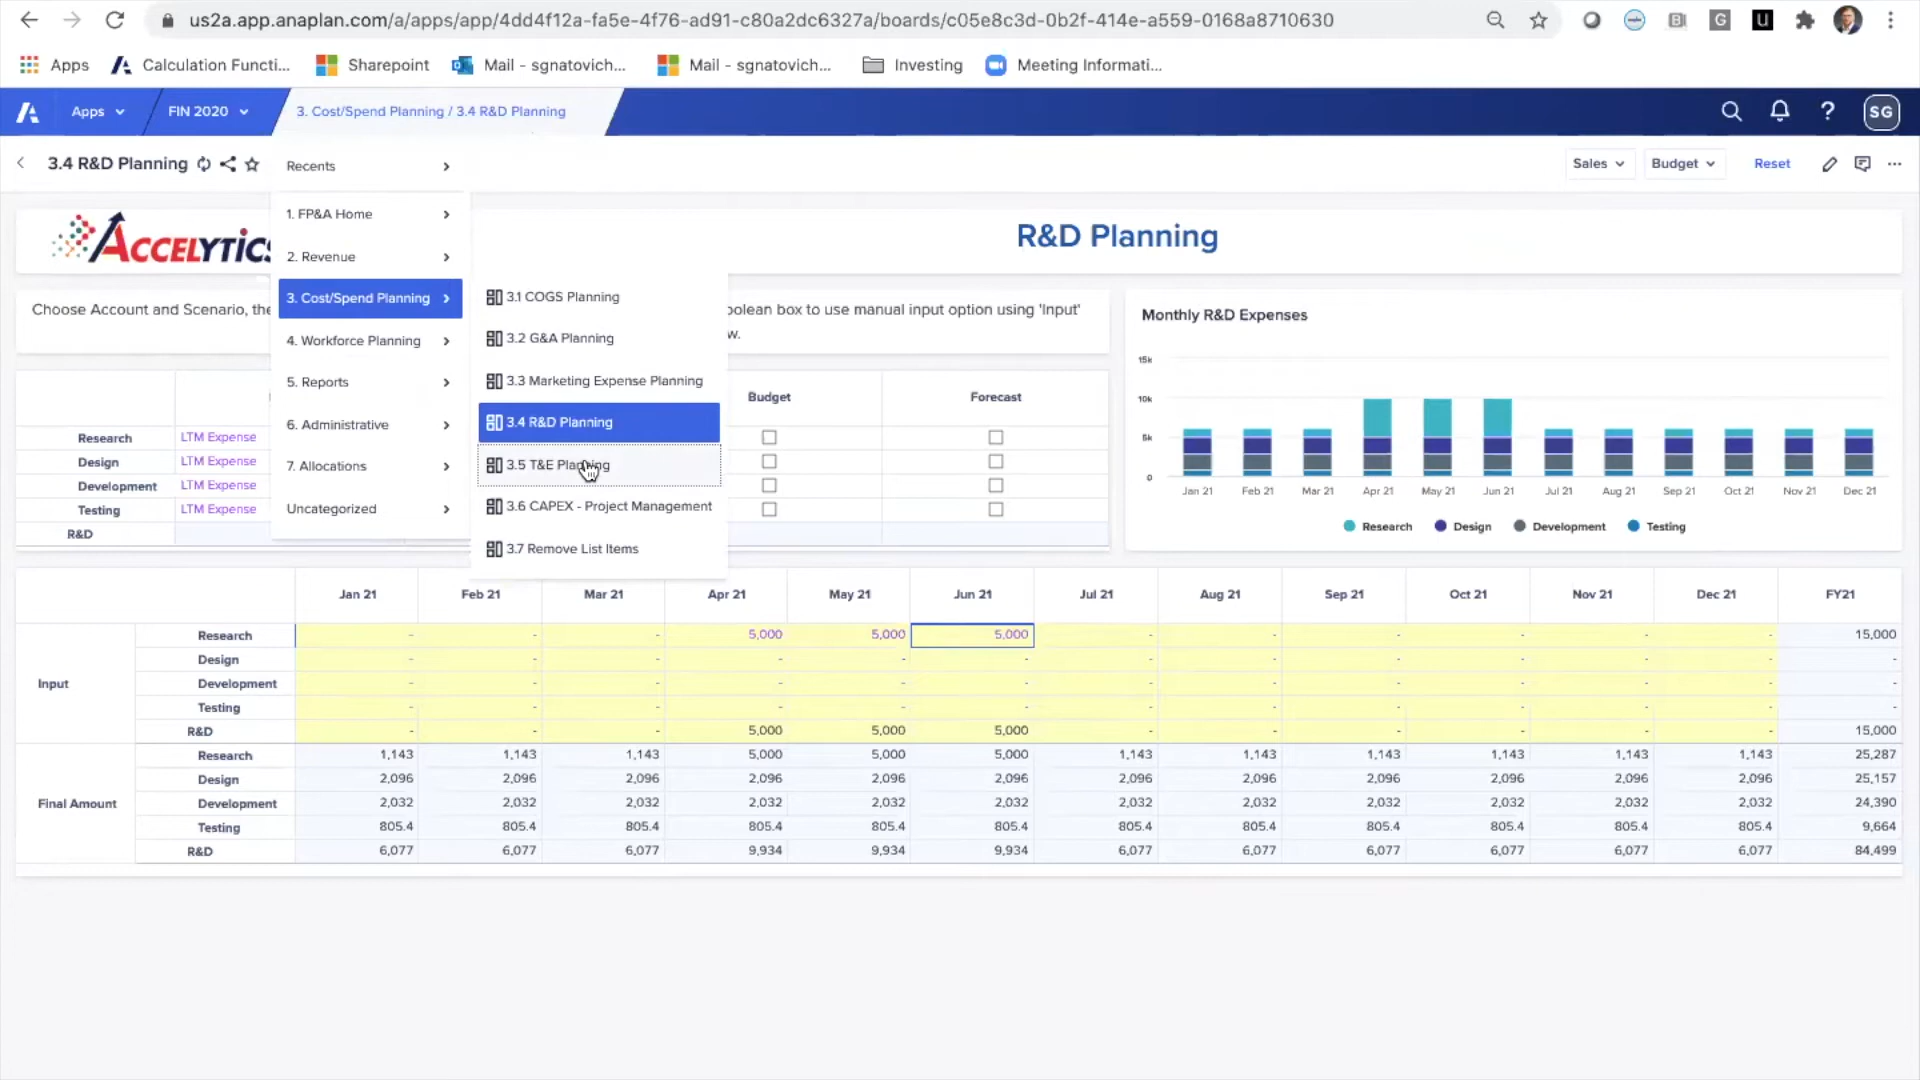 us2a.app.anaplan.com/a/apps/app/4dd4f12a-fa5e-4f76-ad91-c80a2dc6327a/boards/c05e8c3d-0b2f-414e-a559-0168a8710630
Apps
Calculation Functi...
Sharepoint
Mail - sgnatovich...
Mail - sgnatovich...
Investing
Meeting Informati...
Apps
FIN 2020
3. Cost/Spend Planning / 3.4 R&D Planning
SG
3.4 R&D Planning
Sales
Budget
Reset
Recents
1. FP&A Home
2. Revenue
3. Cost/Spend Planning
4. Workforce Planning
5. Reports
6. Administrative
7. Allocations
Uncategorized
3.1 COGS Planning
3.2 G&A Planning
3.3 Marketing Expense Planning
3.4 R&D Planning
3.5 T&E Planning
3.6 CAPEX - Project Management
3.7 Remove List Items
ACCELYTICS
R&D Planning
Choose Account and Scenario, the oolean box to use manual input option using 'Input'
w.
Budget Forecast
Research LTM Expense
Design LTM Expense
Development LTM Expense
Testing LTM Expense
R&D
Monthly R&D Expenses
15k
10k
5k
0
Jan 21 Feb 21 Mar 21 Apr 21 May 21 Jun 21 Jul 21 Aug 21 Sep 21 Oct 21 Nov 21 Dec 21
Research Design Development Testing
Jan 21 Feb 21 Mar 21 Apr 21 May 21 Jun 21 Jul 21 Aug 21 Sep 21 Oct 21 Nov 21 Dec 21 FY21
Input
Research - - - 5,000 5,000 5,000 - - - - - - 15,000
Design - - - - - - - - - - - - -
Development - - - - - - - - - - - - -
Testing - - - - - - - - - - - - -
R&D - - - 5,000 5,000 5,000 - - - - - - 15,000
Final Amount
Research 1,143 1,143 1,143 5,000 5,000 5,000 1,143 1,143 1,143 1,143 1,143 1,143 25,287
Design 2,096 2,096 2,096 2,096 2,096 2,096 2,096 2,096 2,096 2,096 2,096 2,096 25,157
Development 2,032 2,032 2,032 2,032 2,032 2,032 2,032 2,032 2,032 2,032 2,032 2,032 24,390
Testing 805.4 805.4 805.4 805.4 805.4 805.4 805.4 805.4 805.4 805.4 805.4 805.4 9,664
R&D 6,077 6,077 6,077 9,934 9,934 9,934 6,077 6,077 6,077 6,077 6,077 6,077 84,499